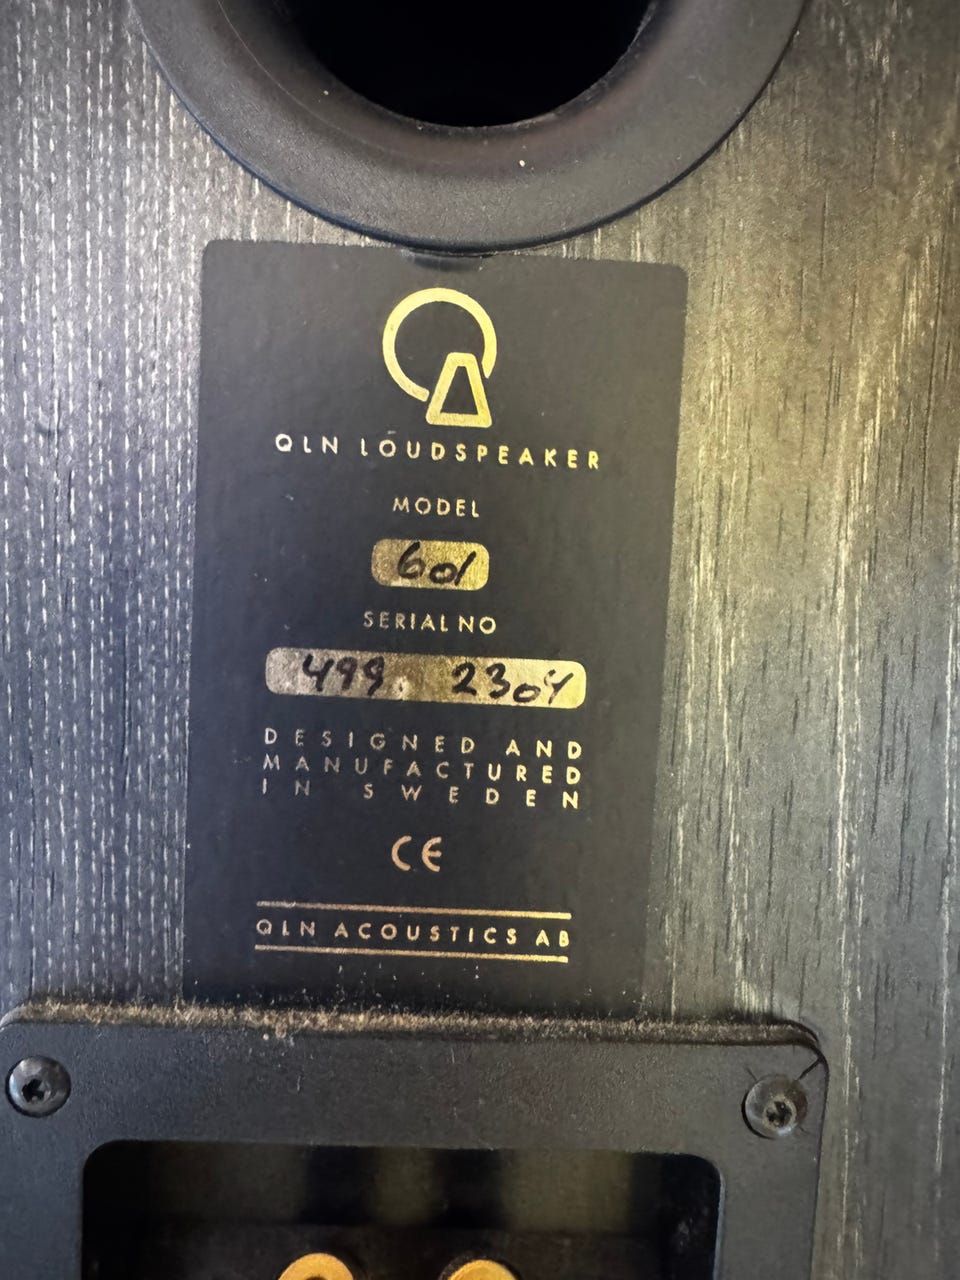 QLN LOUDSPEAKER
MODEL
601
SERIAL NO
499 2304
DESIGNED AND
MANUFACTURED
IN SWEDEN
CE
QLN ACOUSTICS AB